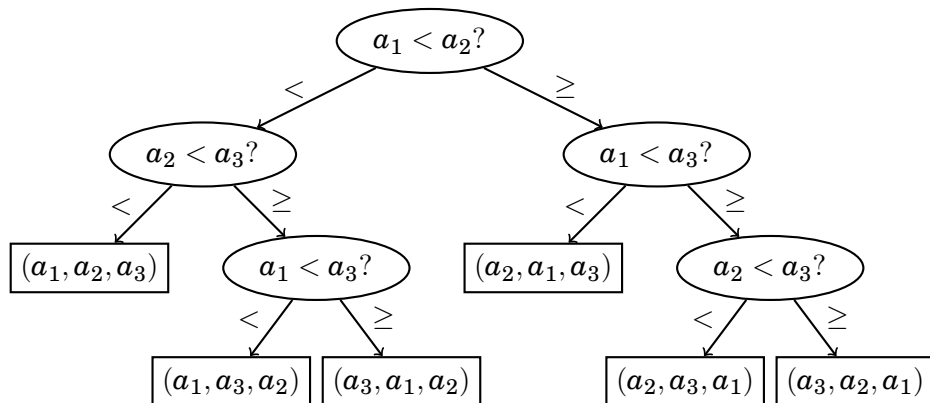 a₁ < a₂?
< ≥
a₂ < a₃? a₁ < a₃?
< ≥ < ≥
(a₁, a₂, a₃) a₁ < a₃? (a₂, a₁, a₃) a₂ < a₃?
< ≥ < ≥
(a₁, a₃, a₂) (a₃, a₁, a₂) (a₂, a₃, a₁) (a₃, a₂, a₁)